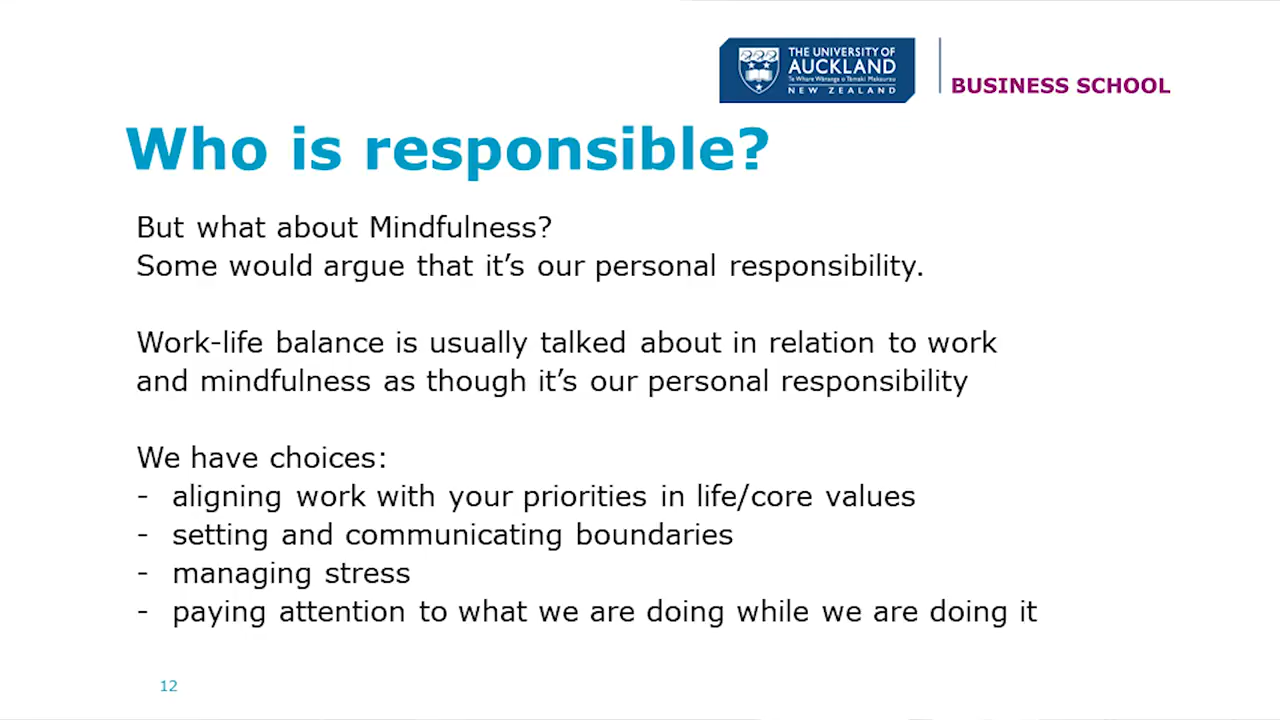 THE UNIVERSITY OF
AUCKLAND
Te Whare Wānanga o Tāmaki Makaurau
NEW ZEALAND
BUSINESS SCHOOL
Who is responsible?
But what about Mindfulness?
Some would argue that it’s our personal responsibility.
Work-life balance is usually talked about in relation to work
and mindfulness as though it’s our personal responsibility
We have choices:
- aligning work with your priorities in life/core values
- setting and communicating boundaries
- managing stress
- paying attention to what we are doing while we are doing it
12